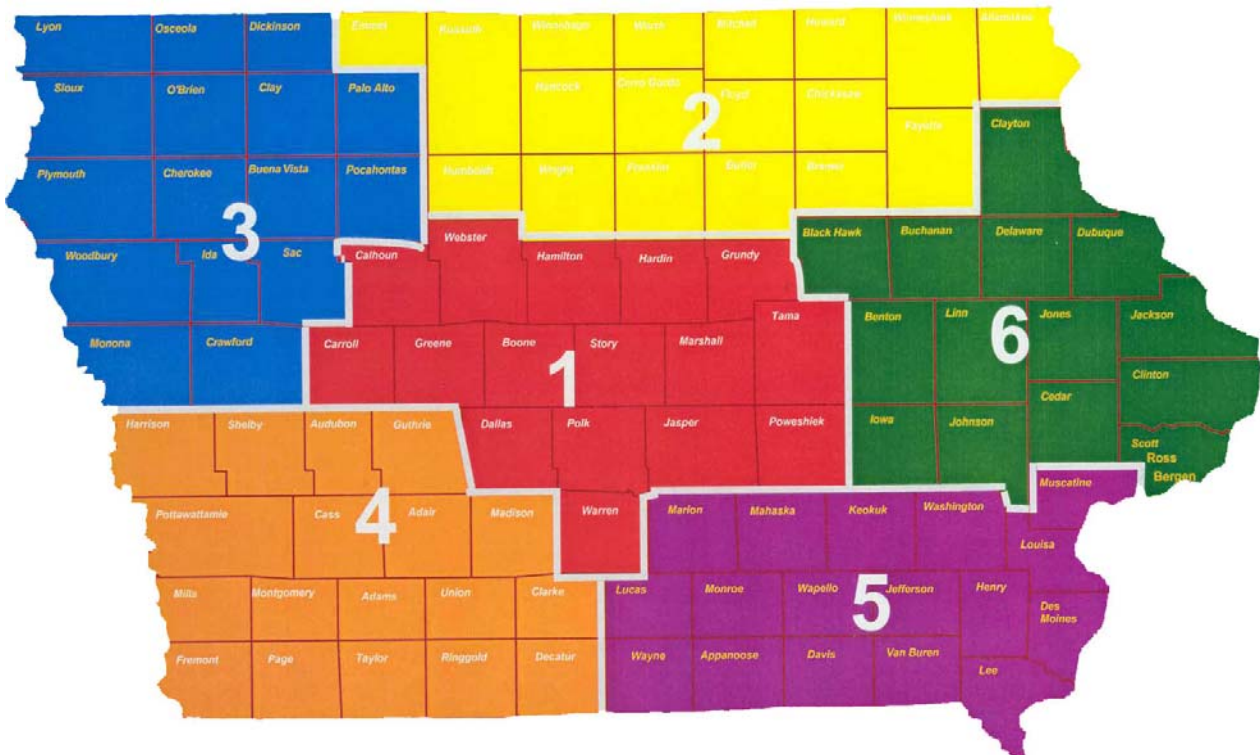 Lyon
Osceola
Dickinson
Emmet
Kossuth
Winnebago
Worth
Mitchell
Howard
Winneshiek
Allamakee
Sioux
O'Brien
Clay
Palo Alto
Hancock
Cerro Gordo
Floyd
Chickasaw
2
Fayette
Clayton
Plymouth
Cherokee
Buena Vista
Pocahontas
Humboldt
Wright
Franklin
Butler
Bremer
3
Woodbury
Ida
Sac
Calhoun
Webster
Hamilton
Hardin
Grundy
Black Hawk
Buchanan
Delaware
Dubuque
Monona
Crawford
Carroll
Greene
Boone
Story
Marshall
Tama
Benton
Linn
6
Jones
Jackson
1
Clinton
Harrison
Shelby
Audubon
Guthrie
Dallas
Polk
Jasper
Poweshiek
Iowa
Johnson
Cedar
Scott
Ross
Bergen
Pottawattamie
Cass
4
Adair
Madison
Warren
Marion
Mahaska
Keokuk
Washington
Muscatine
Louisa
Mills
Montgomery
Adams
Union
Clarke
Lucas
Monroe
Wapello
5
Jefferson
Henry
Des
Moines
Fremont
Page
Taylor
Ringgold
Decatur
Wayne
Appanoose
Davis
Van Buren
Lee